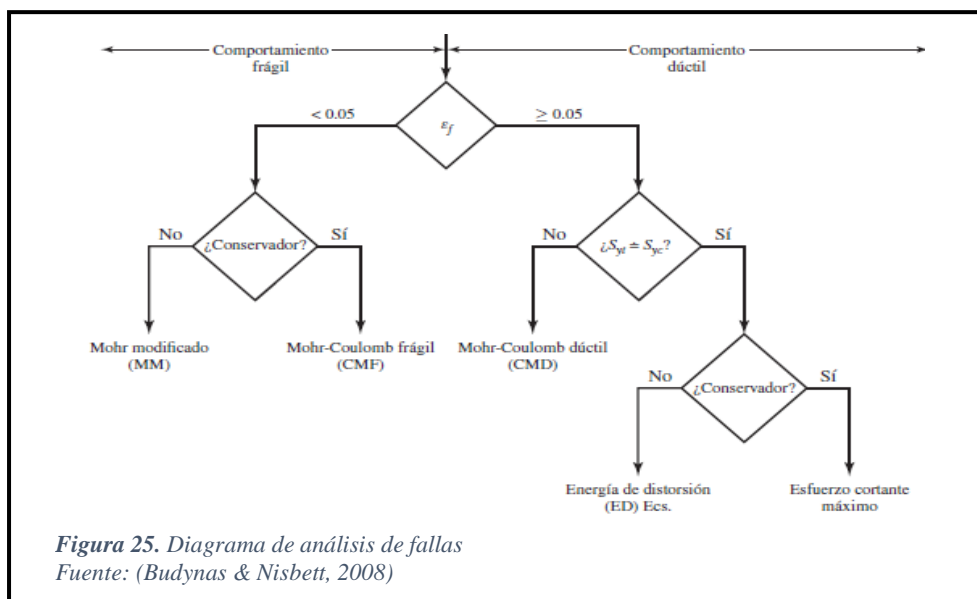 Comportamiento
frágil
Comportamiento
dúctil
< 0.05
εf
≥ 0.05
No
¿Conservador?
Sí
No
¿Syt ≐ Syc?
Sí
Mohr modificado
(MM)
Mohr-Coulomb frágil
(CMF)
Mohr-Coulomb dúctil
(CMD)
No
¿Conservador?
Sí
Energía de distorsión
(ED) Ecs.
Esfuerzo cortante
máximo
Figura 25. Diagrama de análisis de fallas
Fuente: (Budynas & Nisbett, 2008)